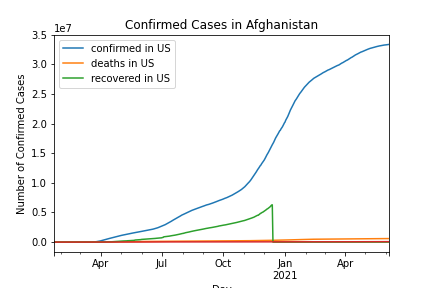 Confirmed Cases in Afghanistan
1e7
3.5
3.0
2.5
2.0
1.5
1.0
0.5
0.0
Number of Confirmed Cases
confirmed in US
deaths in US
recovered in US
Apr
Jul
Oct
Jan
2021
Apr